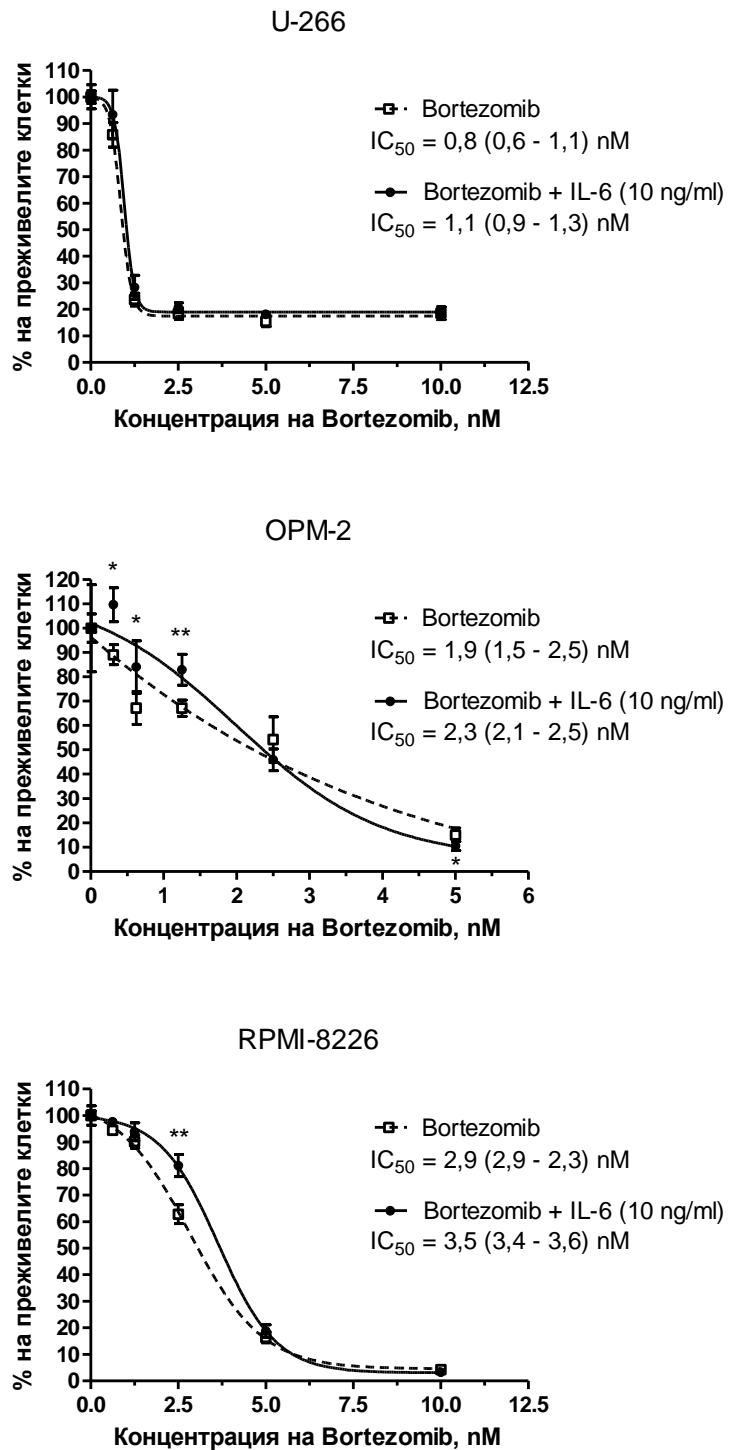 U-266
110
100
90
80
70
60
50
40
30
20
10
0
% на преживелите клетки
0.0 2.5 5.0 7.5 10.0 12.5
Концентрация на Bortezomib, nM
Bortezomib
IC50 = 0,8 (0,6 - 1,1) nM
Bortezomib + IL-6 (10 ng/ml)
IC50 = 1,1 (0,9 - 1,3) nM
OPM-2
120
110
100
90
80
70
60
50
40
30
20
10
0
% на преживелите клетки
* * ** *
0 1 2 3 4 5 6
Концентрация на Bortezomib, nM
Bortezomib
IC50 = 1,9 (1,5 - 2,5) nM
Bortezomib + IL-6 (10 ng/ml)
IC50 = 2,3 (2,1 - 2,5) nM
RPMI-8226
110
100
90
80
70
60
50
40
30
20
10
0
% на преживелите клетки
**
0.0 2.5 5.0 7.5 10.0 12.5
Концентрация на Bortezomib, nM
Bortezomib
IC50 = 2,9 (2,9 - 2,3) nM
Bortezomib + IL-6 (10 ng/ml)
IC50 = 3,5 (3,4 - 3,6) nM